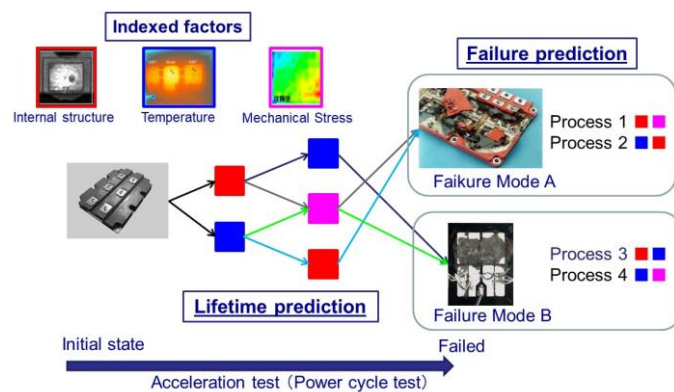 Indexed factors
Internal structure
Temperature
Mechanical Stress
Failure prediction
Process 1
Process 2
Faikure Mode A
Process 3
Process 4
Failure Mode B
Lifetime prediction
Initial state
Failed
Acceleration test (Power cycle test)